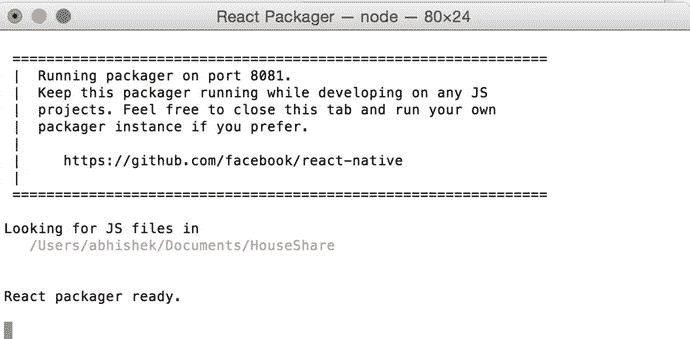 React Packager — node — 80×24
===============================================================
| Running packager on port 8081.
| Keep this packager running while developing on any JS
| projects. Feel free to close this tab and run your own
| packager instance if you prefer.
|
| https://github.com/facebook/react-native
|
===============================================================
Looking for JS files in
/Users/abhishek/Documents/HouseShare
React packager ready.